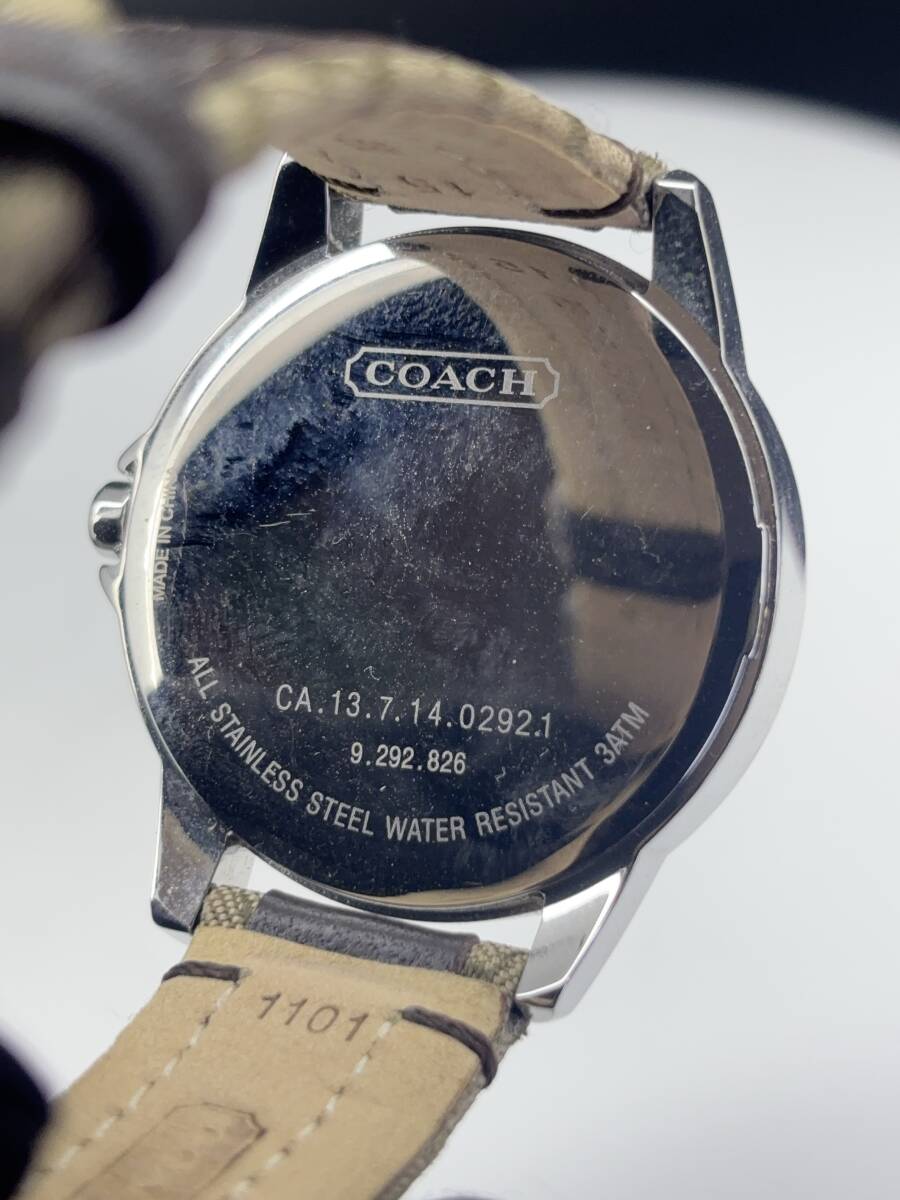 COACH
MADE IN CHINA
CA.13.7.14.0292.1
9.292.826
ALL STAINLESS STEEL WATER RESISTANT 3ATM
1101